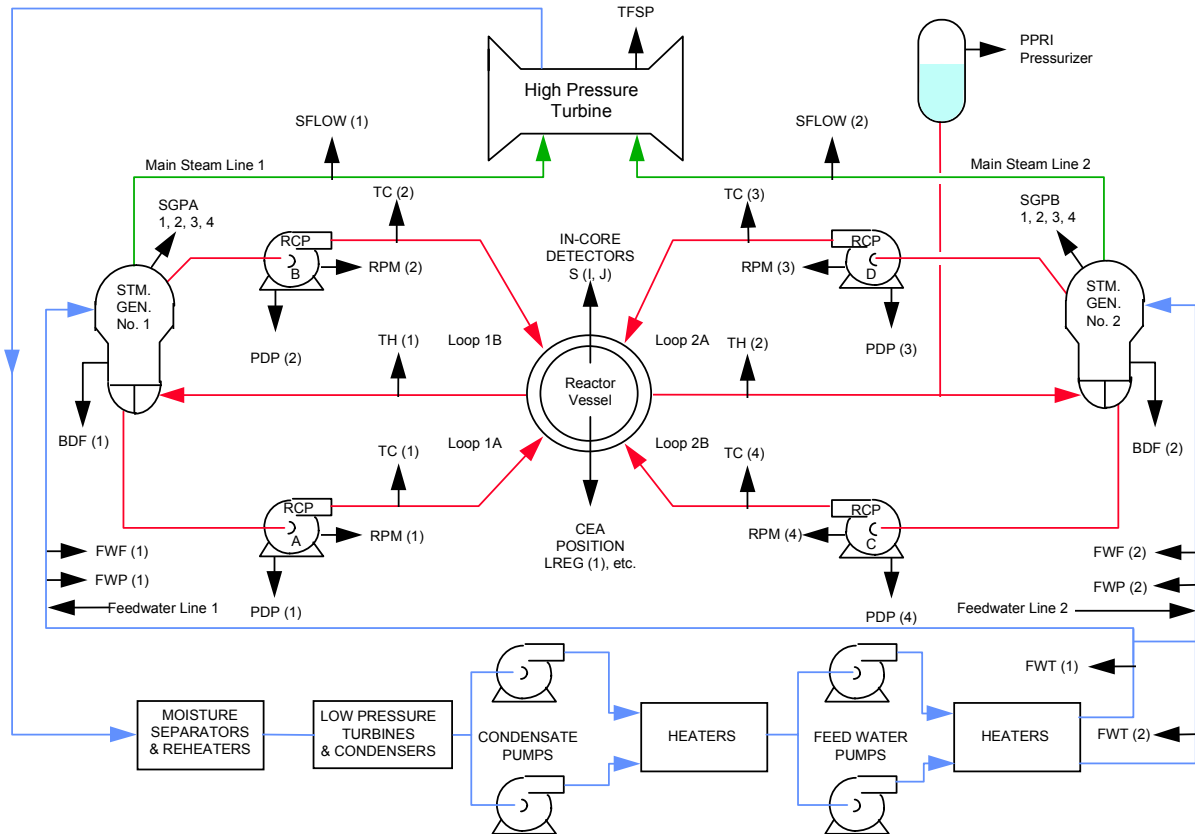 TFSP
PPRI
Pressurizer
High Pressure
Turbine
SFLOW (1)
SFLOW (2)
Main Steam Line 1
Main Steam Line 2
SGPA
1, 2, 3, 4
TC (2)
TC (3)
SGPB
1, 2, 3, 4
RCP
B
RPM (2)
IN-CORE
DETECTORS
S (I, J)
RPM (3)
RCP
D
STM.
GEN.
No. 1
STM.
GEN.
No. 2
PDP (2)
TH (1)
Loop 1B
Loop 2A
TH (2)
PDP (3)
Reactor
Vessel
BDF (1)
BDF (2)
TC (1)
Loop 1A
Loop 2B
TC (4)
RCP
A
RPM (1)
CEA
POSITION
LREG (1), etc.
RPM (4)
RCP
C
FWF (1)
FWF (2)
FWP (1)
FWP (2)
Feedwater Line 1
PDP (1)
PDP (4)
Feedwater Line 2
FWT
(1)
MOISTURE
SEPARATORS
& REHEATERS
LOW PRESSURE
TURBINES
& CONDENSERS
CONDENSATE
PUMPS
HEATERS
FEED WATER
PUMPS
HEATERS
FWT (2)